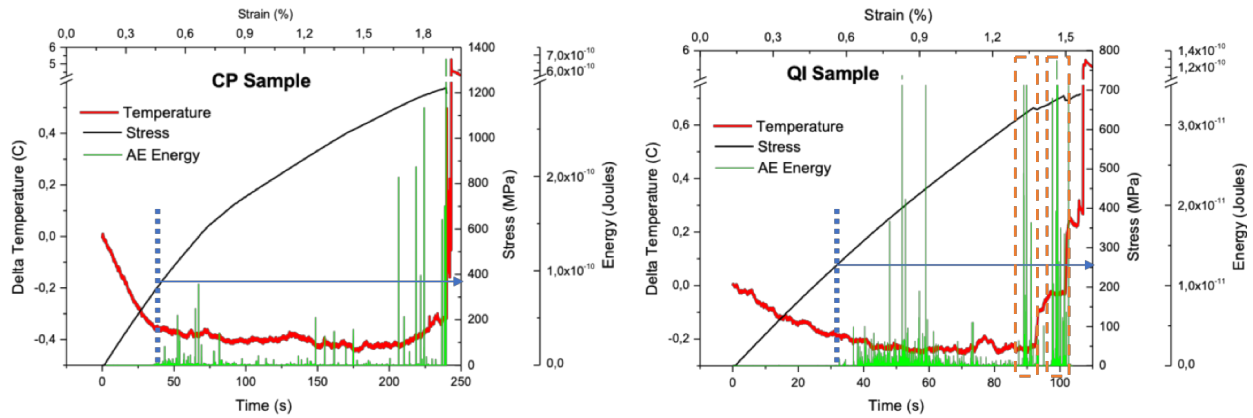 Strain (%)
0,0 0,3 0,6 0,9 1,2 1,5 1,8
6
5
0,4
0,2
0,0
-0,2
-0,4
Delta Temperature (C)
CP Sample
Temperature
Stress
AE Energy
0 50 100 150 200 250
Time (s)
1400
1200
1000
800
600
400
200
0
Stress (MPa)
7,0x10⁻¹⁰
6,0x10⁻¹⁰
2,0x10⁻¹⁰
1,0x10⁻¹⁰
0,0
Energy (Joules)
Strain (%)
0,0 0,3 0,6 0,9 1,2 1,5
6
0,6
0,4
0,2
0,0
-0,2
Delta Temperature (C)
QI Sample
Temperature
Stress
AE Energy
0 20 40 60 80 100
Time (s)
800
700
600
500
400
300
200
100
0
Stress (MPa)
1,4x10⁻¹⁰
1,2x10⁻¹⁰
3,0x10⁻¹¹
2,0x10⁻¹¹
1,0x10⁻¹¹
0,0
Energy (Joules)